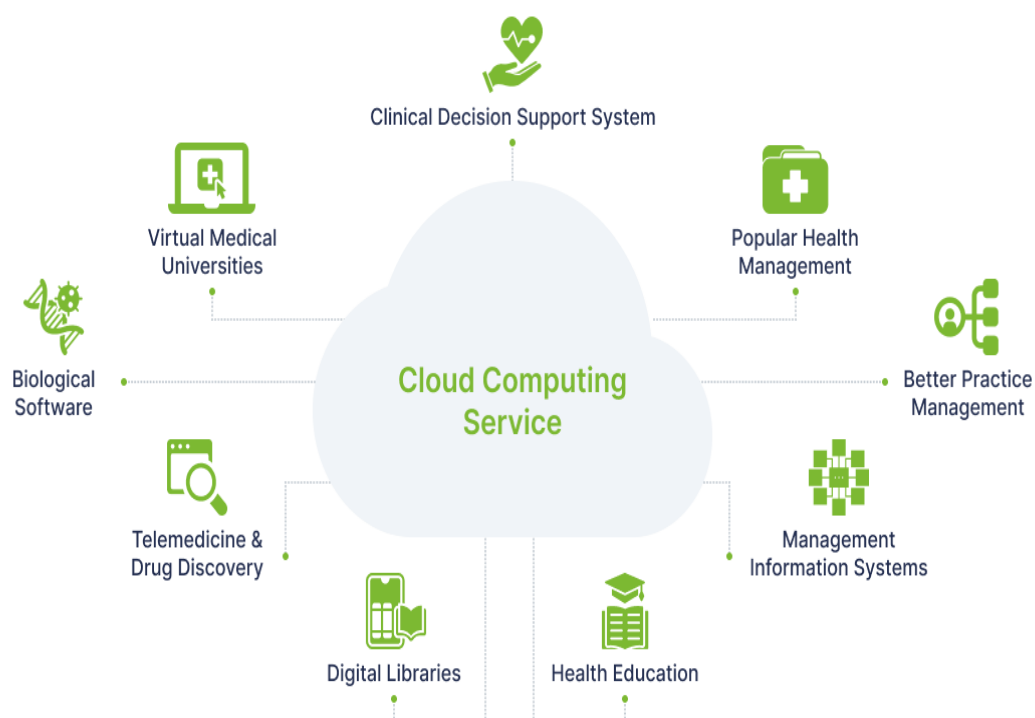 Clinical Decision Support System
Virtual Medical
Universities
Popular Health
Management
Biological
Software
Cloud Computing
Service
Better Practice
Management
Telemedicine &
Drug Discovery
Management
Information Systems
Digital Libraries
Health Education